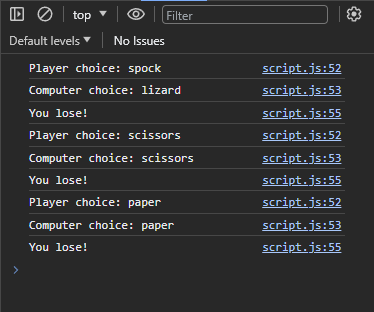 top
Filter
Default levels No Issues
Player choice: spock script.js:52
Computer choice: lizard script.js:53
You lose! script.js:55
Player choice: scissors script.js:52
Computer choice: scissors script.js:53
You lose! script.js:55
Player choice: paper script.js:52
Computer choice: paper script.js:53
You lose! script.js:55